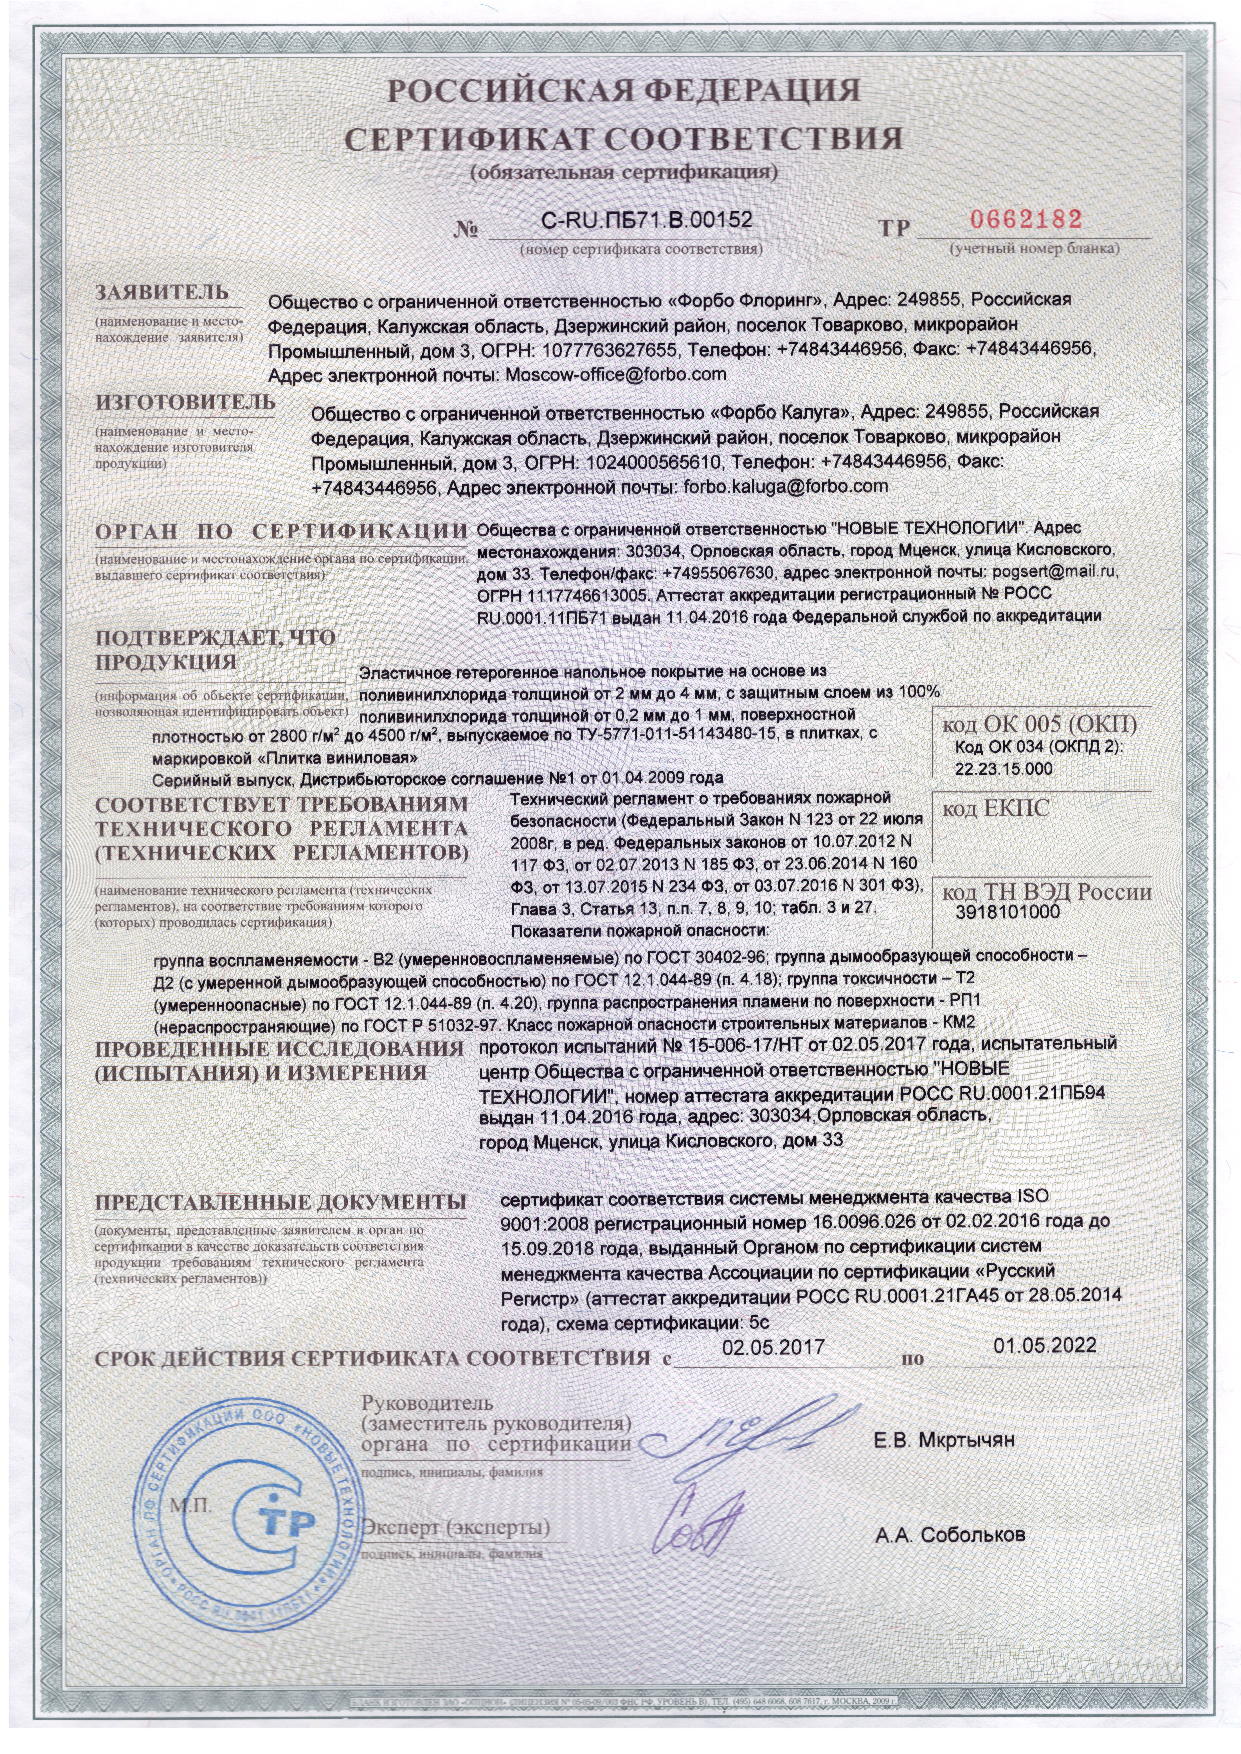 РОССИЙСКАЯ ФЕДЕРАЦИЯ
СЕРТИФИКАТ СООТВЕТСТВИЯ
(обязательная сертификация)
№ С-RU.ПБ71.В.00152
(номер сертификата соответствия)
ТР 0662182
(учетный номер бланка)
ЗАЯВИТЕЛЬ
(наименование и место-
нахождение заявителя)
Общество с ограниченной ответственностью «Форбо Флоринг», Адрес: 249855, Российская
Федерация, Калужская область, Дзержинский район, поселок Товарково, микрорайон
Промышленный, дом 3, ОГРН: 1077763627655, Телефон: +74843446956, Факс: +74843446956,
Адрес электронной почты: Moscow-office@forbo.com
ИЗГОТОВИТЕЛЬ
(наименование и место-
нахождение изготовителя
продукции)
Общество с ограниченной ответственностью «Форбо Калуга», Адрес: 249855, Российская
Федерация, Калужская область, Дзержинский район, поселок Товарково, микрорайон
Промышленный, дом 3, ОГРН: 1024000565610, Телефон: +74843446956, Факс:
+74843446956, Адрес электронной почты: forbo.kaluga@forbo.com
ОРГАН ПО СЕРТИФИКАЦИИ
(наименование и местонахождение органа по сертификации,
выдавшего сертификат соответствия)
Общества с ограниченной ответственностью "НОВЫЕ ТЕХНОЛОГИИ". Адрес
местонахождения: 303034, Орловская область, город Мценск, улица Кисловского,
дом 33. Телефон/факс: +74955067630, адрес электронной почты: pogsert@mail.ru,
ОГРН 1117746613005. Аттестат аккредитации регистрационный № РОСС
RU.0001.11ПБ71 выдан 11.04.2016 года Федеральной службой по аккредитации
ПОДТВЕРЖДАЕТ, ЧТО
ПРОДУКЦИЯ
(информация об объекте сертификации,
позволяющая идентифицировать объект)
Эластичное гетерогенное напольное покрытие на основе из
поливинилхлорида толщиной от 2 мм до 4 мм, с защитным слоем из 100%
поливинилхлорида толщиной от 0,2 мм до 1 мм, поверхностной
плотностью от 2800 г/м² до 4500 г/м², выпускаемое по ТУ-5771-011-51143480-15, в плитках, с
маркировкой «Плитка виниловая»
Серийный выпуск, Дистрибьюторское соглашение №1 от 01.04.2009 года
код ОК 005 (ОКП)
Код ОК 034 (ОКПД 2):
22.23.15.000
СООТВЕТСТВУЕТ ТРЕБОВАНИЯМ
ТЕХНИЧЕСКОГО РЕГЛАМЕНТА
(ТЕХНИЧЕСКИХ РЕГЛАМЕНТОВ)
(наименование технического регламента (технических
регламентов), на соответствие требованиям которого
(которых) проводилась сертификация)
Технический регламент о требованиях пожарной
безопасности (Федеральный Закон N 123 от 22 июля
2008г, в ред. Федеральных законов от 10.07.2012 N
117 ФЗ, от 02.07.2013 N 185 ФЗ, от 23.06.2014 N 160
ФЗ, от 13.07.2015 N 234 ФЗ, от 03.07.2016 N 301 ФЗ),
Глава 3, Статья 13, п.п. 7, 8, 9, 10; табл. 3 и 27.
Показатели пожарной опасности:
код ЕКПС
код ТН ВЭД России
3918101000
группа воспламеняемости - В2 (умеренновоспламеняемые) по ГОСТ 30402-96; группа дымообразующей способности –
Д2 (с умеренной дымообразующей способностью) по ГОСТ 12.1.044-89 (п. 4.18); группа токсичности – Т2
(умеренноопасные) по ГОСТ 12.1.044-89 (п. 4.20), группа распространения пламени по поверхности - РП1
(нераспространяющие) по ГОСТ Р 51032-97. Класс пожарной опасности строительных материалов - КМ2
ПРОВЕДЕННЫЕ ИССЛЕДОВАНИЯ
(ИСПЫТАНИЯ) И ИЗМЕРЕНИЯ
протокол испытаний № 15-006-17/НТ от 02.05.2017 года, испытательный
центр Общества с ограниченной ответственностью "НОВЫЕ
ТЕХНОЛОГИИ", номер аттестата аккредитации РОСС RU.0001.21ПБ94
выдан 11.04.2016 года, адрес: 303034,Орловская область,
город Мценск, улица Кисловского, дом 33
ПРЕДСТАВЛЕННЫЕ ДОКУМЕНТЫ
(документы, представленные заявителем в орган по
сертификации в качестве доказательств соответствия
продукции требованиям технического регламента
(технических регламентов))
сертификат соответствия системы менеджмента качества ISO
9001:2008 регистрационный номер 16.0096.026 от 02.02.2016 года до
15.09.2018 года, выданный Органом по сертификации систем
менеджмента качества Ассоциации по сертификации «Русский
Регистр» (аттестат аккредитации РОСС RU.0001.21ГА45 от 28.05.2014
года), схема сертификации: 5с
СРОК ДЕЙСТВИЯ СЕРТИФИКАТА СООТВЕТСТВИЯ с 02.05.2017 по 01.05.2022
Руководитель
(заместитель руководителя)
органа по сертификации
подпись, инициалы, фамилия
Е.В. Мкртычян
М.П.
Эксперт (эксперты)
подпись, инициалы, фамилия
А.А. Собольков
ОРГАН ПО СЕРТИФИКАЦИИ ООО «НОВЫЕ ТЕХНОЛОГИИ»
ТР